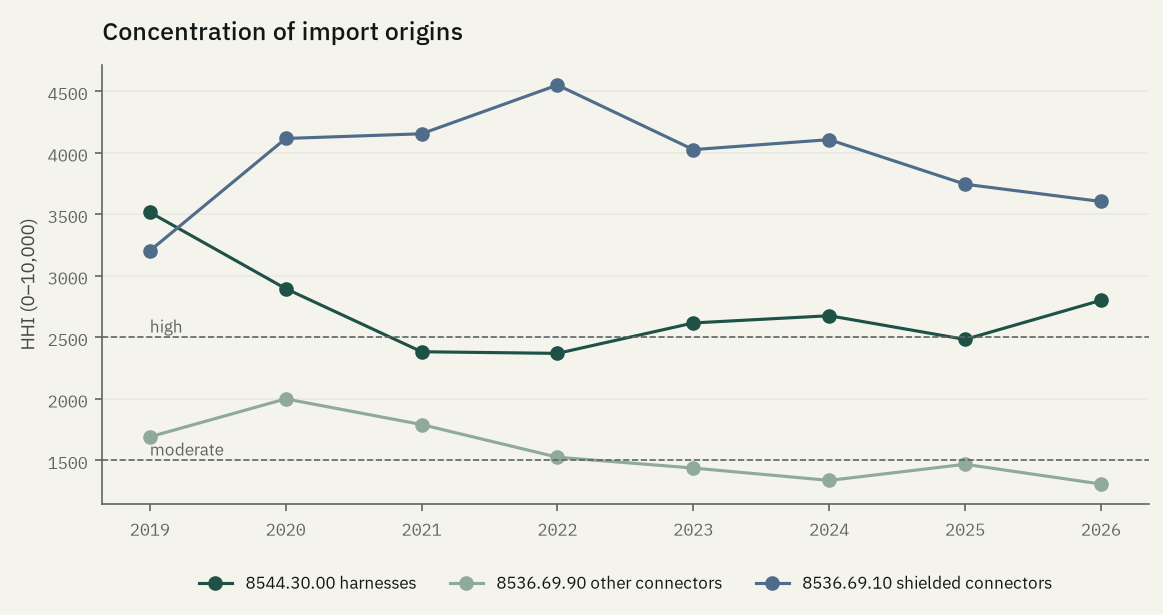 Concentration of import origins
HHI (0–10,000)
4500
4000
3500
3000
2500
2000
1500
high
moderate
2019 2020 2021 2022 2023 2024 2025 2026
8544.30.00 harnesses 8536.69.90 other connectors 8536.69.10 shielded connectors